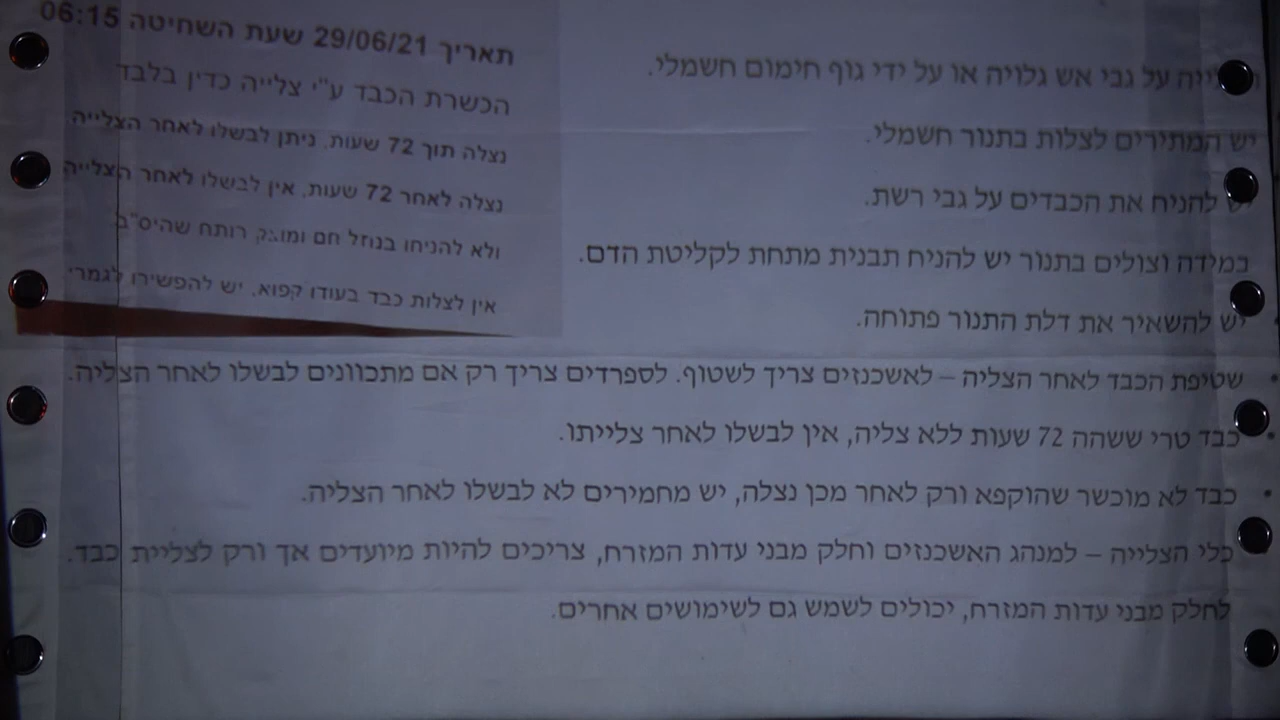 תאריך 29/06/21 שעת השחיטה 06:15
הכשרת הכבד ע"י צלייה כדין בלבד
נצלה תוך 72 שעות. ניתן לבשלו לאחר הצלייה
נצלה לאחר 72 שעות. אין לבשלו לאחר הצלייה
ולא להניחו בנוזל חם ומוצק רותח שהיס"ב
אין לצלות כבד בעודו קפוא. יש להפשירו לגמרי
על גבי אש גלויה או על ידי גוף חימום חשמלי.
יש המתירים לצלות בתנור חשמלי.
יש להניח את הכבדים על גבי רשת.
במידה וצולים בתנור יש להניח תבנית מתחת לקליטת הדם.
יש להשאיר את דלת התנור פתוחה.
• שטיפת הכבד לאחר הצליה – לאשכנזים צריך לשטוף. לספרדים צריך רק אם מתכוונים לבשלו לאחר הצליה.
• כבד טרי ששהה 72 שעות ללא צליה, אין לבשלו לאחר צלייתו.
• כבד לא מוכשר שהוקפא ורק לאחר מכן נצלה, יש מחמירים לא לבשלו לאחר הצליה.
כלי הצלייה – למנהג האשכנזים וחלק מבני עדות המזרח, צריכים להיות מיועדים אך ורק לצליית כבד.
לחלק מבני עדות המזרח, יכולים לשמש גם לשימושים אחרים.